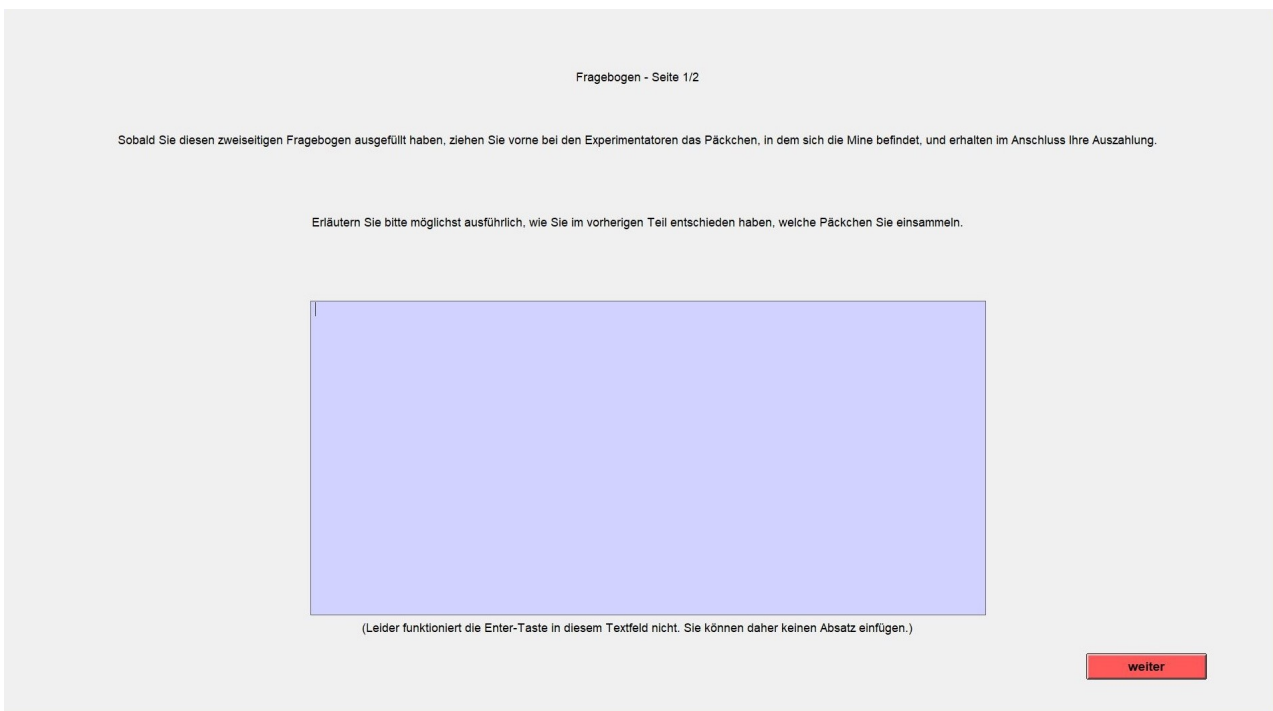 Fragebogen - Seite 1/2
Sobald Sie diesen zweiseitigen Fragebogen ausgefüllt haben, ziehen Sie vorne bei den Experimentatoren das Päckchen, in dem sich die Mine befindet, und erhalten im Anschluss Ihre Auszahlung.
Erläutern Sie bitte möglichst ausführlich, wie Sie im vorherigen Teil entschieden haben, welche Päckchen Sie einsammeln.
(Leider funktioniert die Enter-Taste in diesem Textfeld nicht. Sie können daher keinen Absatz einfügen.)
weiter